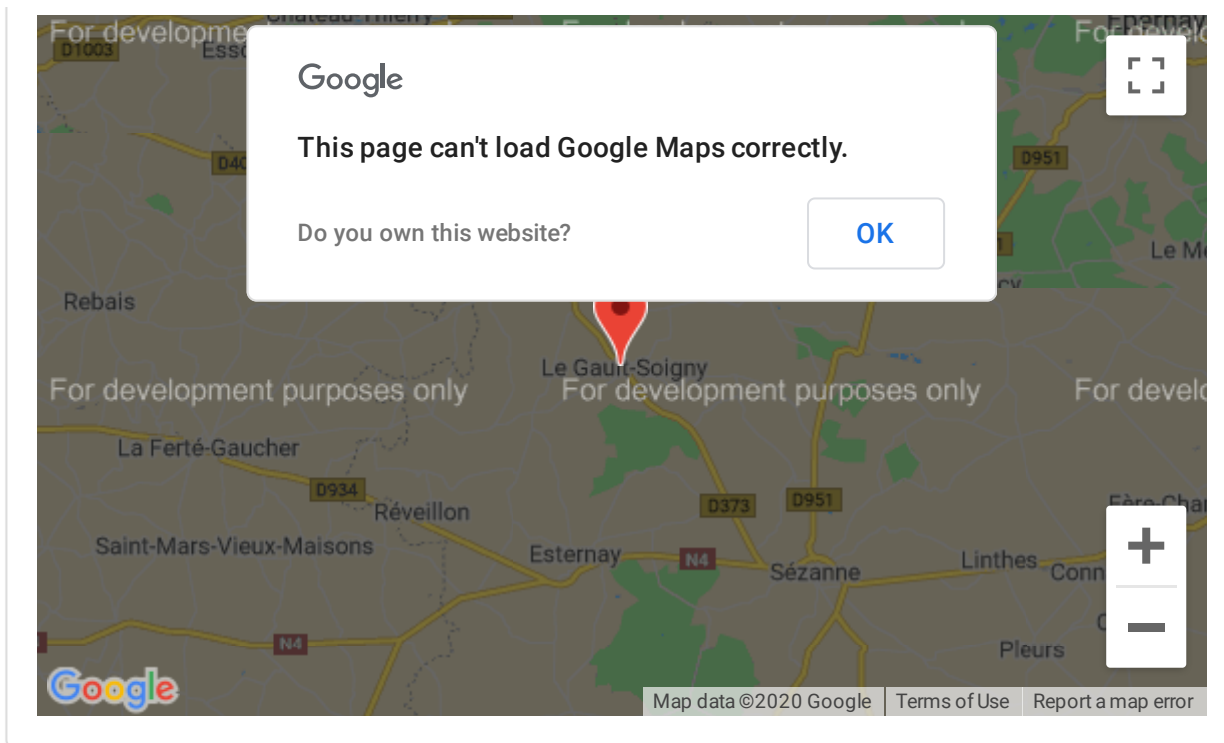 Château-Thierry
For development purposes only
D1003
Google
This page can't load Google Maps correctly.
D951
Do you own this website?
OK
Rebais
Le Gault-Soigny
For development purposes only
For development purposes only
La Ferté-Gaucher
D934
Réveillon
D373
D951
Saint-Mars-Vieux-Maisons
Esternay
N4
Sézanne
Linthes
N4
Pleurs
Google
Map data ©2020 Google
Terms of Use
Report a map error